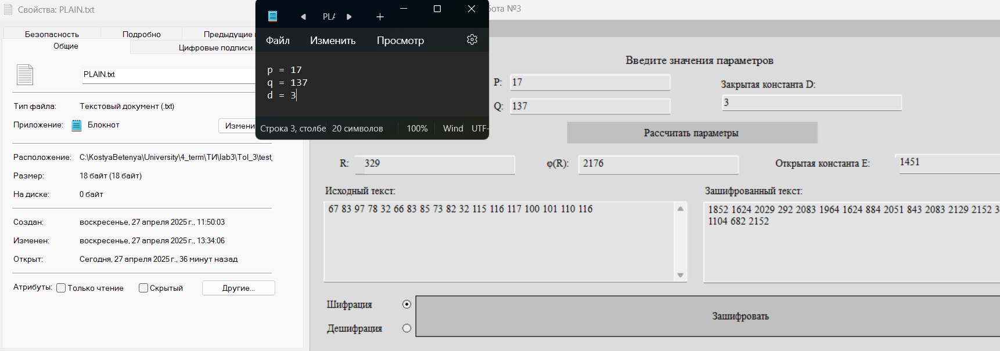 Свойства: PLAIN.txt
Безопасность
Подробно
Предыдущие
Общие
Цифровые подписи
PLAIN.txt
Тип файла:
Текстовый документ (.txt)
Приложение:
Блокнот
Измени
Расположение:
C:\KostyaBetenya\University\4_term\ТИ\lab3\Tol_3\test_
Размер:
18 байт (18 байт)
На диске:
0 байт
Создан:
воскресенье, 27 апреля 2025 г., 11:50:03
Изменен:
воскресенье, 27 апреля 2025 г., 13:34:06
Открыт:
Сегодня, 27 апреля 2025 г., 36 минут назад
Атрибуты:
Только чтение
Скрытый
Другие...
PL
Файл
Изменить
Просмотр
p = 17
q = 137
d = 3
Строка 3, столбе
20 символов
100%
Wind
UTF-
бота №3
Введите значения параметров
P:
17
Закрытая константа D:
Q:
137
3
Рассчитать параметры
R:
329
φ(R):
2176
Открытая константа E:
1451
Исходный текст:
Зашифрованный текст:
67 83 97 78 32 66 83 85 73 82 32 115 116 117 100 101 110 116
1852 1624 2029 292 2083 1964 1624 884 2051 843 2083 2129 2152 3
1104 682 2152
Шифрация
Дешифрация
Зашифровать